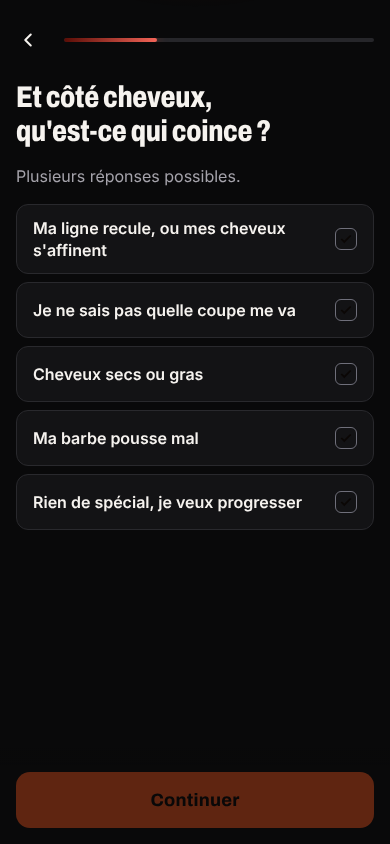 Et côté cheveux,
qu'est-ce qui coince ?
Plusieurs réponses possibles.
Ma ligne recule, ou mes cheveux
s'affinent
Je ne sais pas quelle coupe me va
Cheveux secs ou gras
Ma barbe pousse mal
Rien de spécial, je veux progresser
Continuer